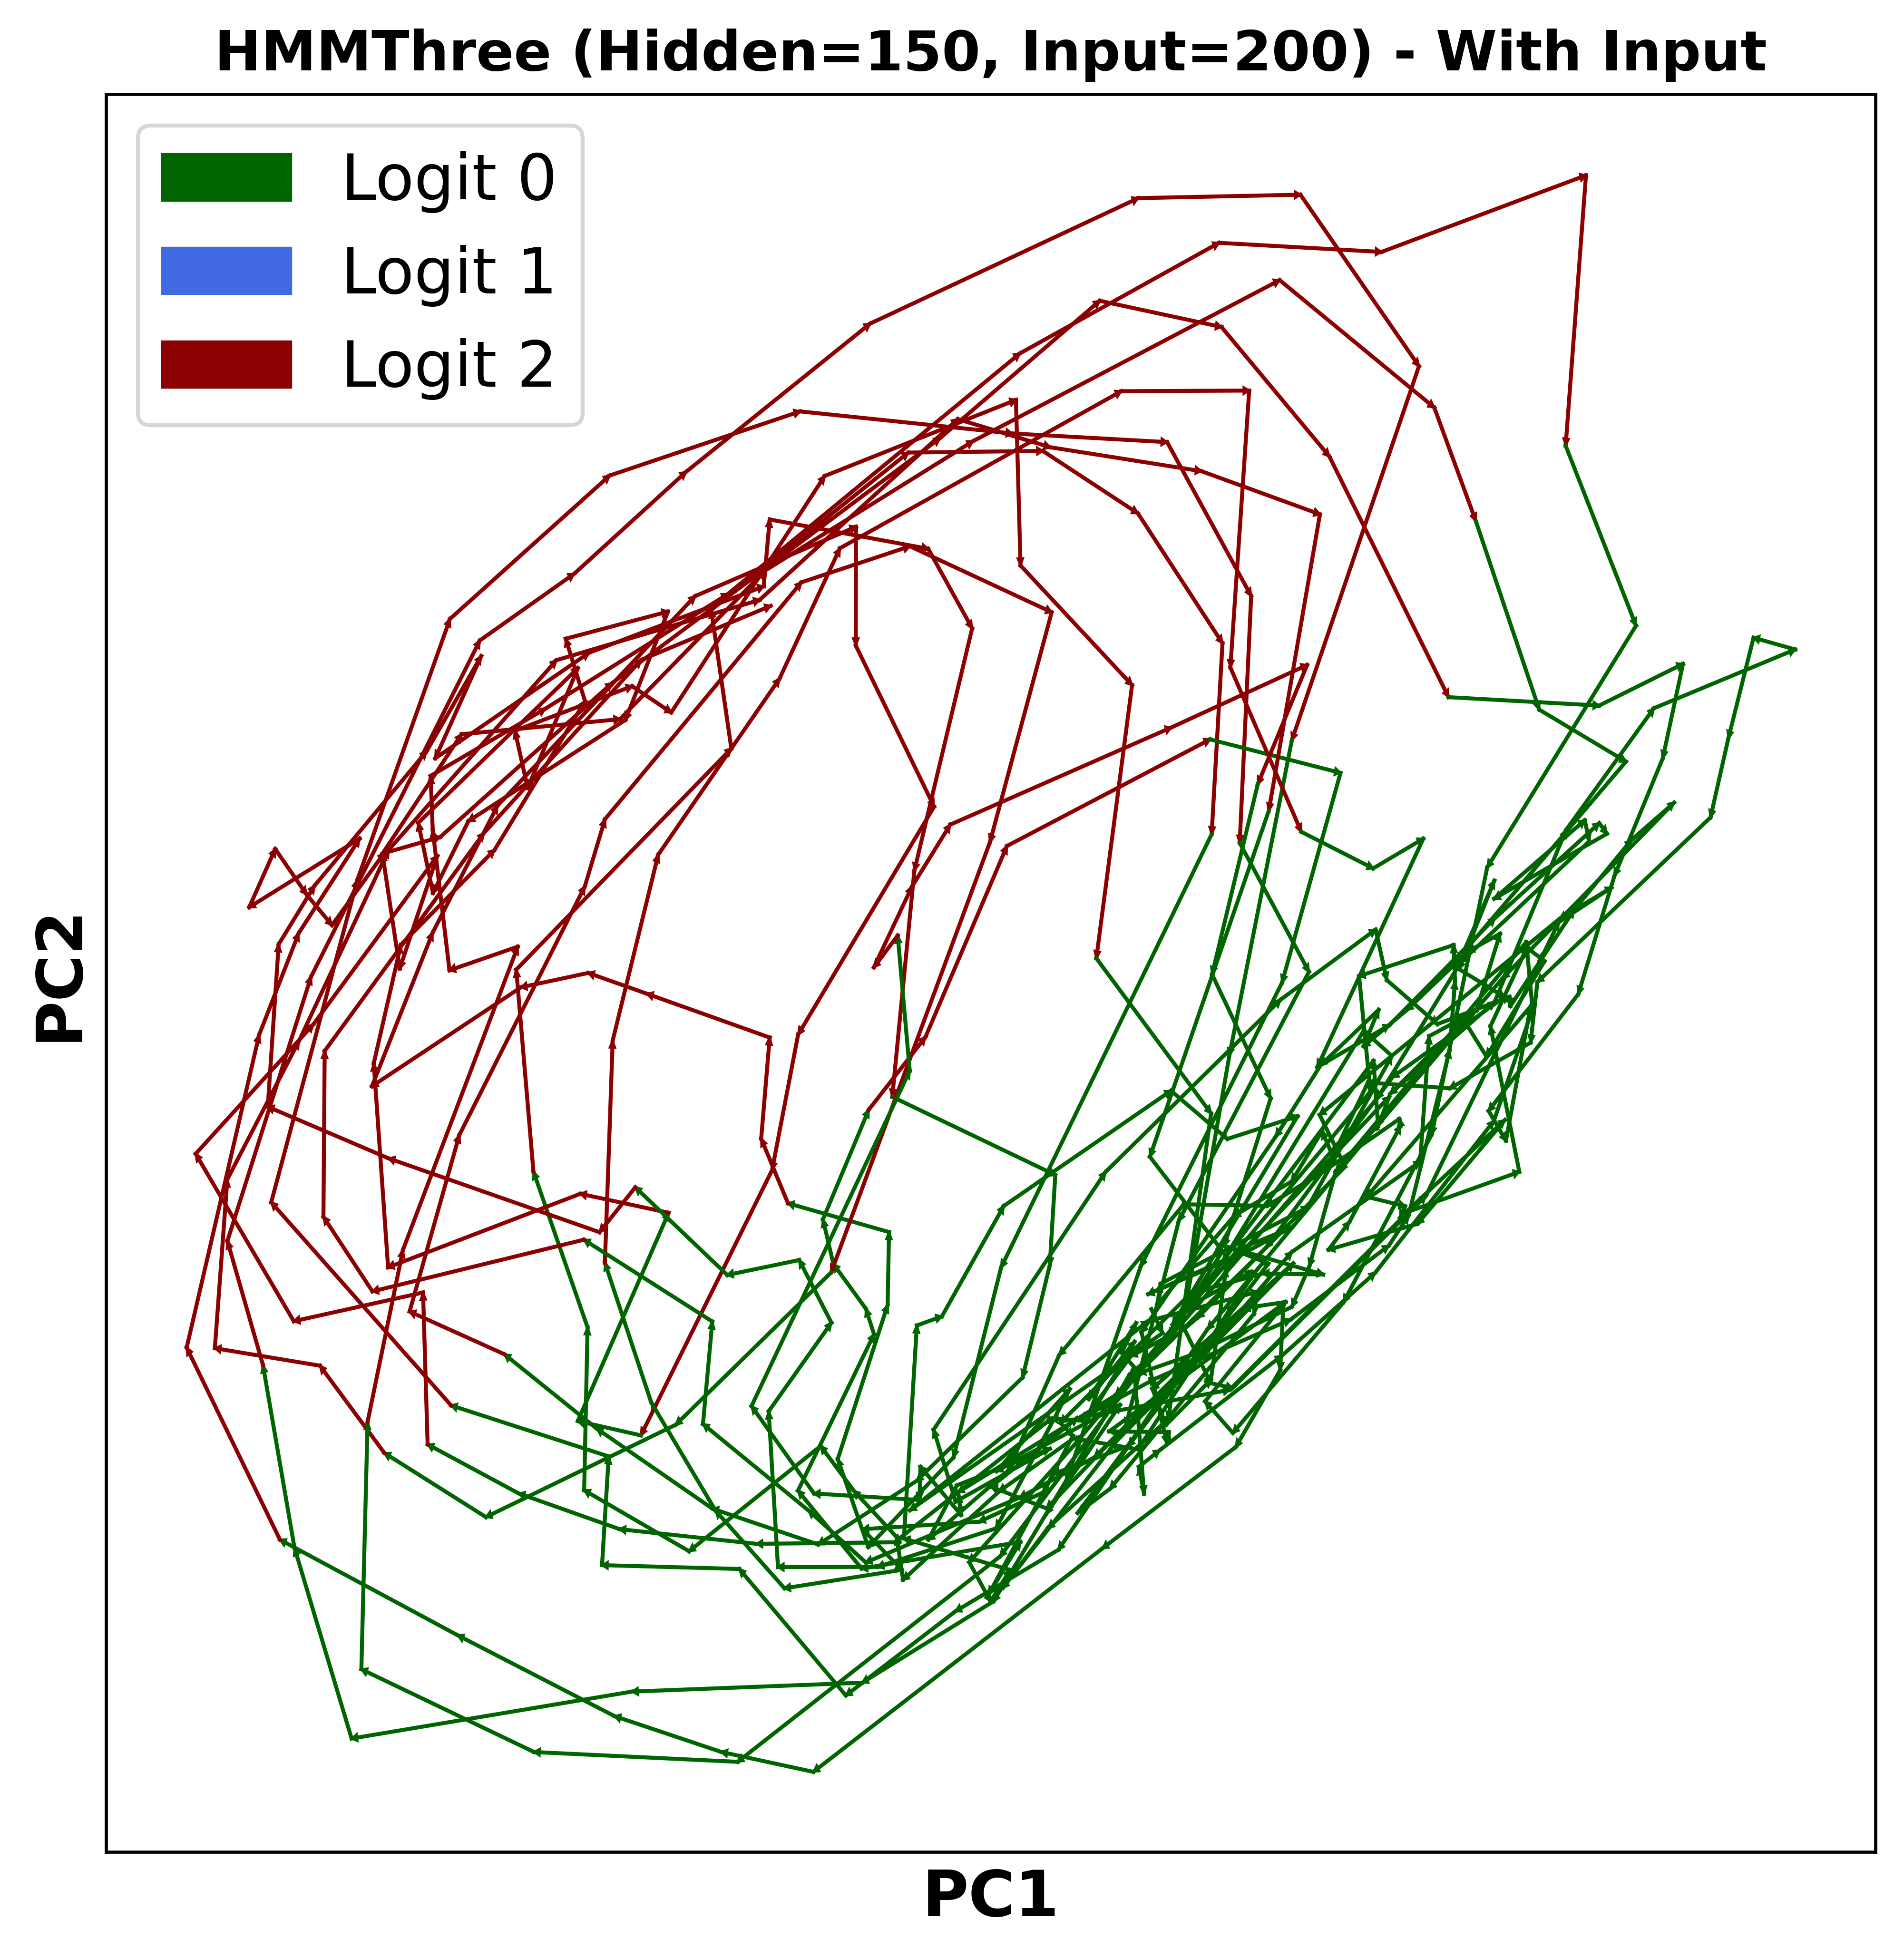 HMMThree (Hidden=150, Input=200) - With Input
Logit 0
Logit 1
Logit 2
PC2
PC1